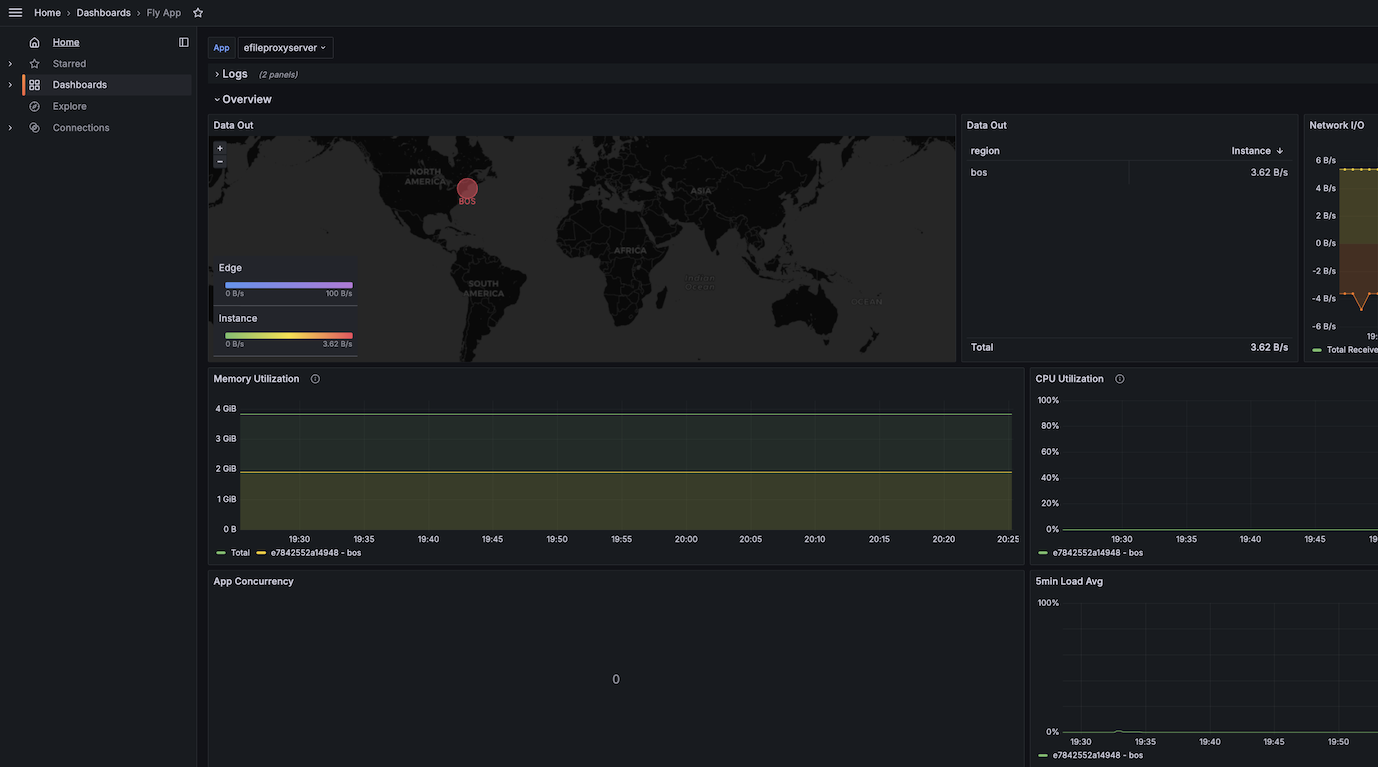 Home › Dashboards › Fly App
Home
Starred
Dashboards
Explore
Connections
App efileproxyserver
Logs (2 panels)
Overview
Data Out
+
−
NORTH AMERICA
BOS
ASIA
AFRICA
SOUTH AMERICA
Indian Ocean
OCEAN
Edge
0 B/s 100 B/s
Instance
0 B/s 3.62 B/s
Data Out
region Instance
bos 3.62 B/s
Total 3.62 B/s
Network I/O
6 B/s
4 B/s
2 B/s
0 B/s
-2 B/s
-4 B/s
-6 B/s
19:
Total Receive
Memory Utilization
4 GiB
3 GiB
2 GiB
1 GiB
0 B
19:30 19:35 19:40 19:45 19:50 19:55 20:00 20:05 20:10 20:15 20:20 20:25
Total e7842552a14948 - bos
CPU Utilization
100%
80%
60%
40%
20%
0%
19:30 19:35 19:40 19:45 19
e7842552a14948 - bos
App Concurrency
0
5min Load Avg
100%
0%
19:30 19:35 19:40 19:45 19:50
e7842552a14948 - bos